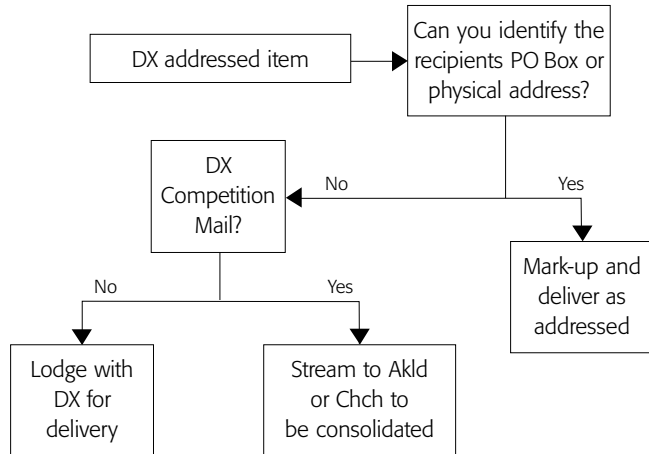 DX addressed item
Can you identify the
recipients PO Box or
physical address?
DX
Competition
Mail?
No
Yes
Mark-up and
deliver as
addressed
No
Yes
Lodge with
DX for
delivery
Stream to Akld
or Chch to
be consolidated